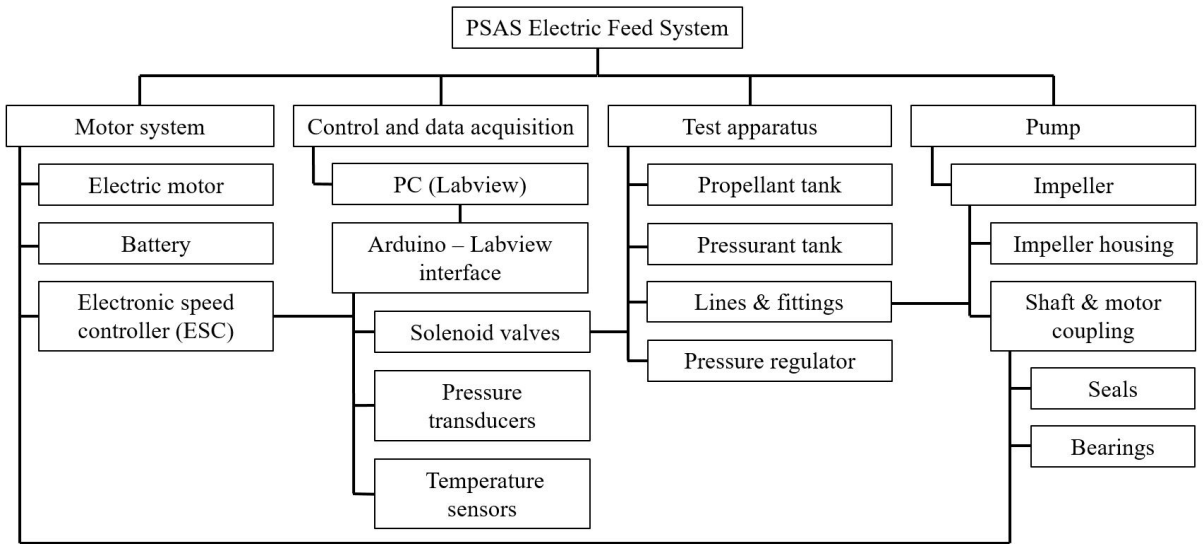 PSAS Electric Feed System
Motor system
Electric motor
Battery
Electronic speed
controller (ESC)
Control and data acquisition
PC (Labview)
Arduino – Labview
interface
Solenoid valves
Pressure
transducers
Temperature
sensors
Test apparatus
Propellant tank
Pressurant tank
Lines & fittings
Pressure regulator
Pump
Impeller
Impeller housing
Shaft & motor
coupling
Seals
Bearings